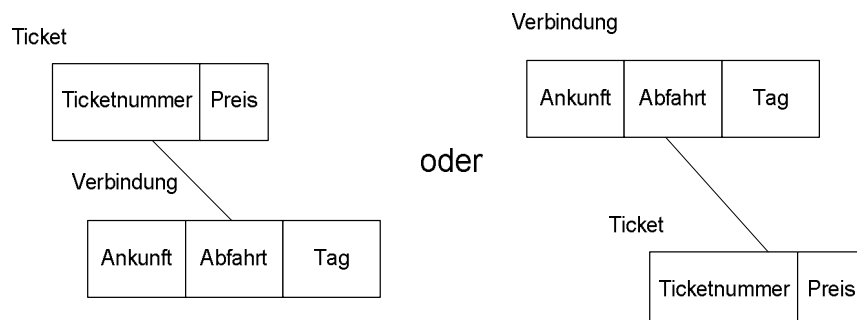 Ticket
Ticketnummer Preis
Verbindung
Ankunft Abfahrt Tag
oder
Verbindung
Ankunft Abfahrt Tag
Ticket
Ticketnummer Preis